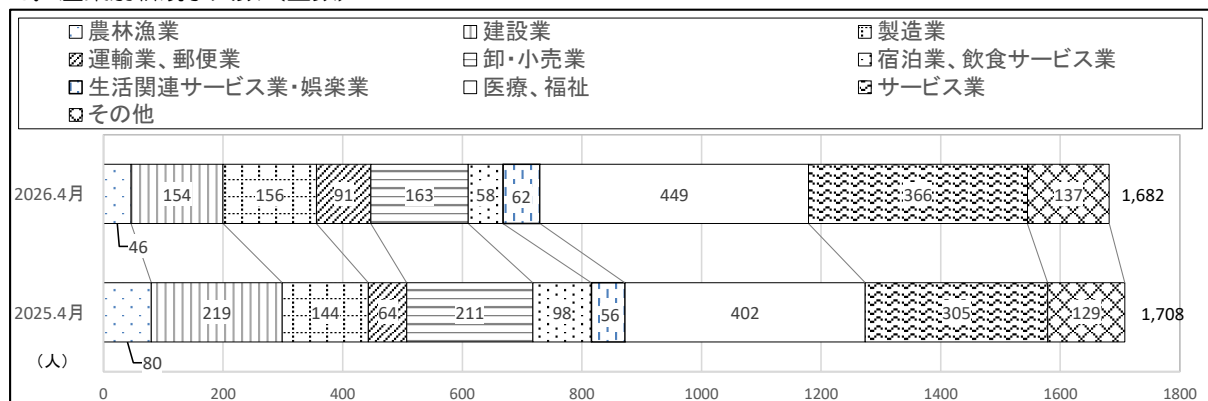 農林漁業 建設業 製造業
運輸業、郵便業 卸・小売業 宿泊業、飲食サービス業
生活関連サービス業・娯楽業 医療、福祉 サービス業
その他
2026.4月 46 154 156 91 163 58 62 449 366 137 1,682
2025.4月 80 219 144 64 211 98 56 402 305 129 1,708
(人)
0 200 400 600 800 1000 1200 1400 1600 1800